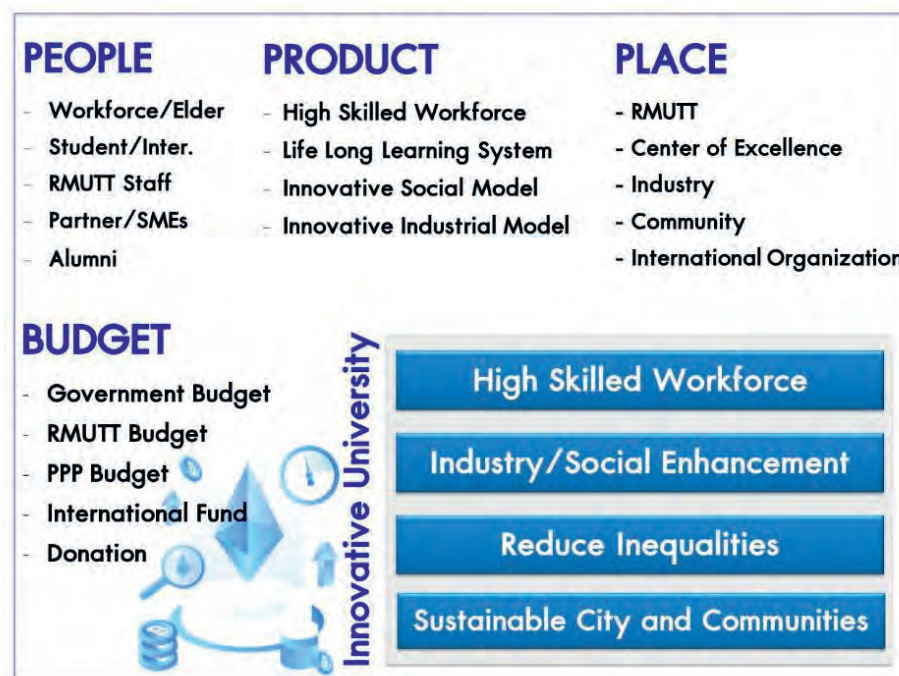 PEOPLE
- Workforce/Elder
- Student/Inter.
- RMUTT Staff
- Partner/SMEs
- Alumni
PRODUCT
- High Skilled Workforce
- Life Long Learning System
- Innovative Social Model
- Innovative Industrial Model
PLACE
- RMUTT
- Center of Excellence
- Industry
- Community
- International Organization
BUDGET
- Government Budget
- RMUTT Budget
- PPP Budget
- International Fund
- Donation
Innovative University
High Skilled Workforce
Industry/Social Enhancement
Reduce Inequalities
Sustainable City and Communities